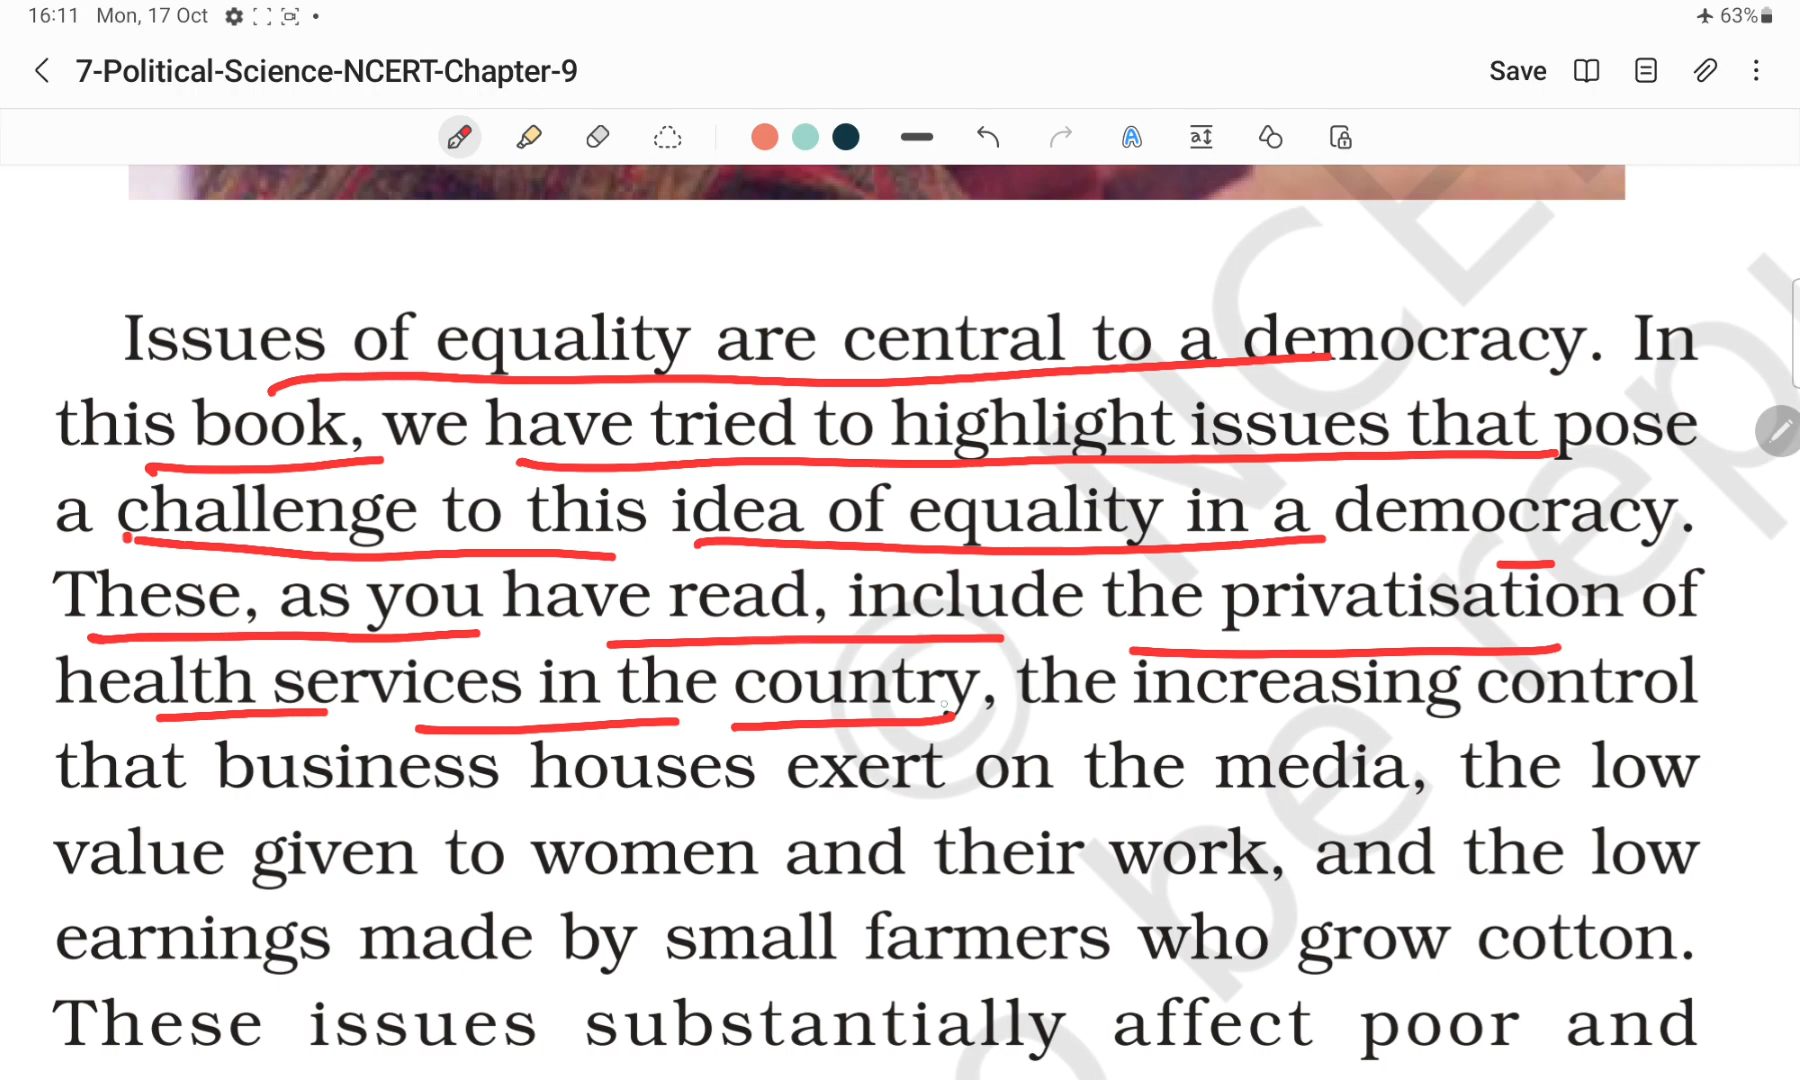 16:11 Mon, 17 Oct
63%
7-Political-Science-NCERT-Chapter-9
Save
Issues of equality are central to a democracy. In
this book, we have tried to highlight issues that pose
a challenge to this idea of equality in a democracy.
These, as you have read, include the privatisation of
health services in the country, the increasing control
that business houses exert on the media, the low
value given to women and their work, and the low
earnings made by small farmers who grow cotton.
These issues substantially affect poor and